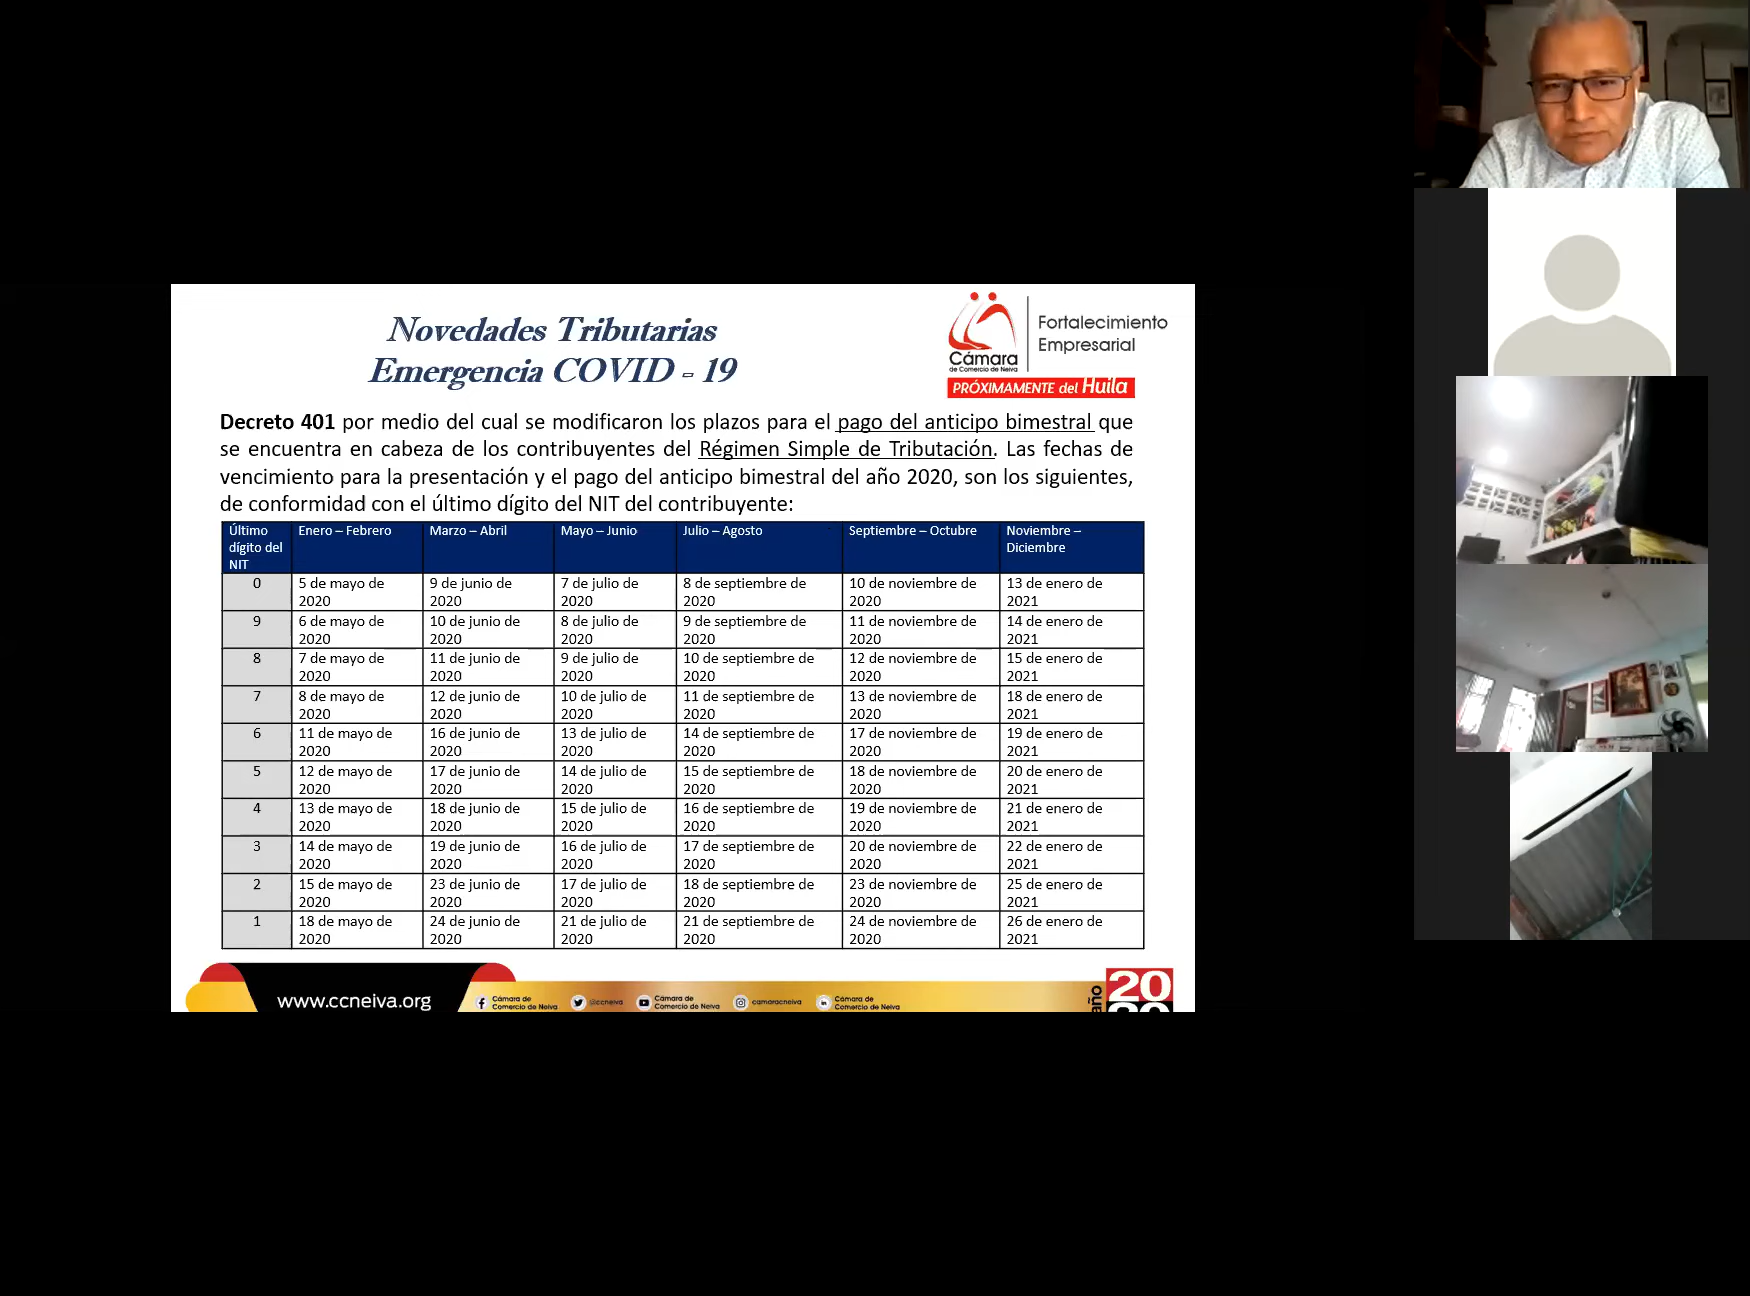 Novedades Tributarias
Emergencia COVID - 19
Cámara
de Comercio de Neiva
Fortalecimiento
Empresarial
PRÓXIMAMENTE del Huila
Decreto 401 por medio del cual se modificaron los plazos para el pago del anticipo bimestral que
se encuentra en cabeza de los contribuyentes del Régimen Simple de Tributación. Las fechas de
vencimiento para la presentación y el pago del anticipo bimestral del año 2020, son los siguientes,
de conformidad con el último dígito del NIT del contribuyente:
Último dígito del NIT Enero – Febrero Marzo – Abril Mayo – Junio Julio – Agosto Septiembre – Octubre Noviembre – Diciembre
0 5 de mayo de 2020 9 de junio de 2020 7 de julio de 2020 8 de septiembre de 2020 10 de noviembre de 2020 13 de enero de 2021
9 6 de mayo de 2020 10 de junio de 2020 8 de julio de 2020 9 de septiembre de 2020 11 de noviembre de 2020 14 de enero de 2021
8 7 de mayo de 2020 11 de junio de 2020 9 de julio de 2020 10 de septiembre de 2020 12 de noviembre de 2020 15 de enero de 2021
7 8 de mayo de 2020 12 de junio de 2020 10 de julio de 2020 11 de septiembre de 2020 13 de noviembre de 2020 18 de enero de 2021
6 11 de mayo de 2020 16 de junio de 2020 13 de julio de 2020 14 de septiembre de 2020 17 de noviembre de 2020 19 de enero de 2021
5 12 de mayo de 2020 17 de junio de 2020 14 de julio de 2020 15 de septiembre de 2020 18 de noviembre de 2020 20 de enero de 2021
4 13 de mayo de 2020 18 de junio de 2020 15 de julio de 2020 16 de septiembre de 2020 19 de noviembre de 2020 21 de enero de 2021
3 14 de mayo de 2020 19 de junio de 2020 16 de julio de 2020 17 de septiembre de 2020 20 de noviembre de 2020 22 de enero de 2021
2 15 de mayo de 2020 23 de junio de 2020 17 de julio de 2020 18 de septiembre de 2020 23 de noviembre de 2020 25 de enero de 2021
1 18 de mayo de 2020 24 de junio de 2020 21 de julio de 2020 21 de septiembre de 2020 24 de noviembre de 2020 26 de enero de 2021
www.ccneiva.org
Cámara de
Comercio de Neiva
@ccneiva
Cámara de
Comercio de Neiva
camaracneiva
Cámara de
Comercio de Neiva
año
20
20